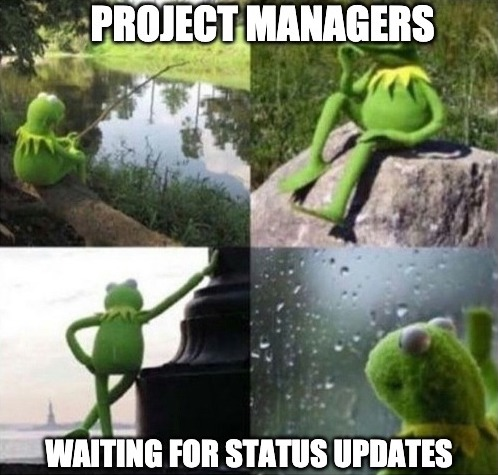 PROJECT MANAGERS
WAITING FOR STATUS UPDATES